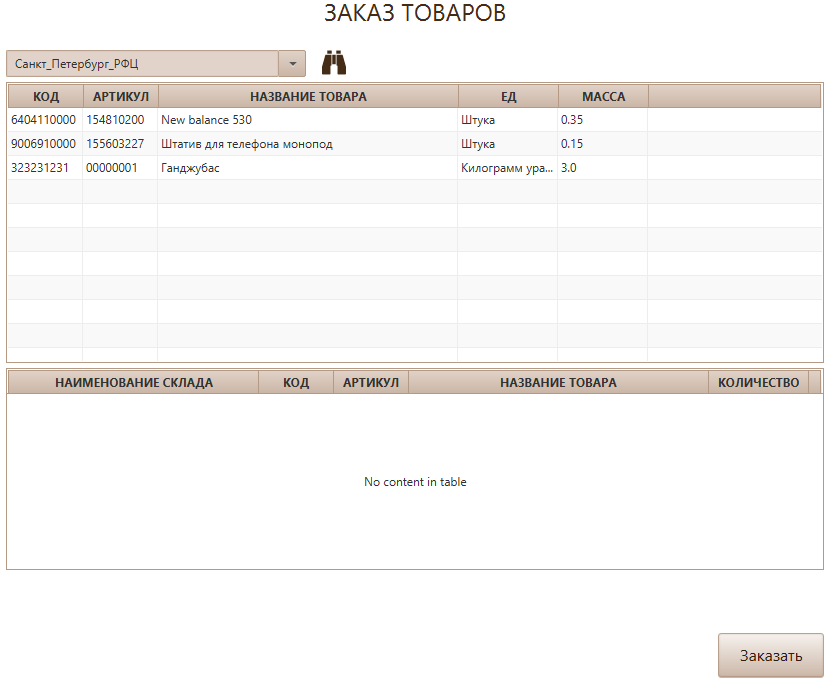 ЗАКАЗ ТОВАРОВ
Санкт_Петербург_РФЦ
КОД АРТИКУЛ НАЗВАНИЕ ТОВАРА ЕД МАССА
6404110000 154810200 New balance 530 Штука 0.35
9006910000 155603227 Штатив для телефона монопод Штука 0.15
323231231 00000001 Ганджубас Килограмм ура... 3.0
НАИМЕНОВАНИЕ СКЛАДА КОД АРТИКУЛ НАЗВАНИЕ ТОВАРА КОЛИЧЕСТВО
No content in table
Заказать